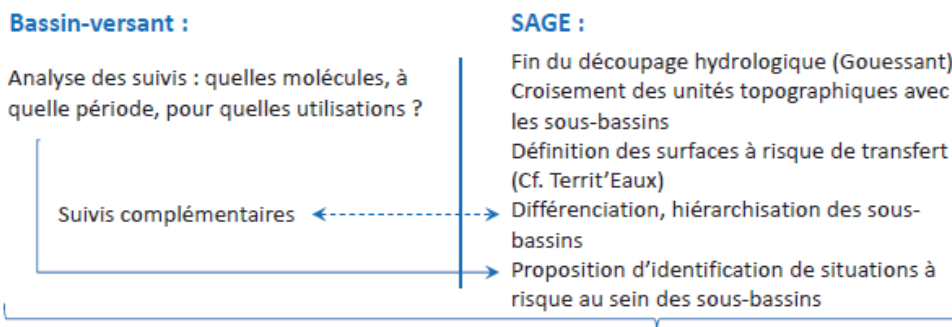 Bassin-versant :
Analyse des suivis : quelles molécules, à
quelle période, pour quelles utilisations ?
Suivis complémentaires
SAGE :
Fin du découpage hydrologique (Gouessant)
Croisement des unités topographiques avec
les sous-bassins
Définition des surfaces à risque de transfert
(Cf. Territ’Eaux)
Différenciation, hiérarchisation des sous-
bassins
Proposition d’identification de situations à
risque au sein des sous-bassins